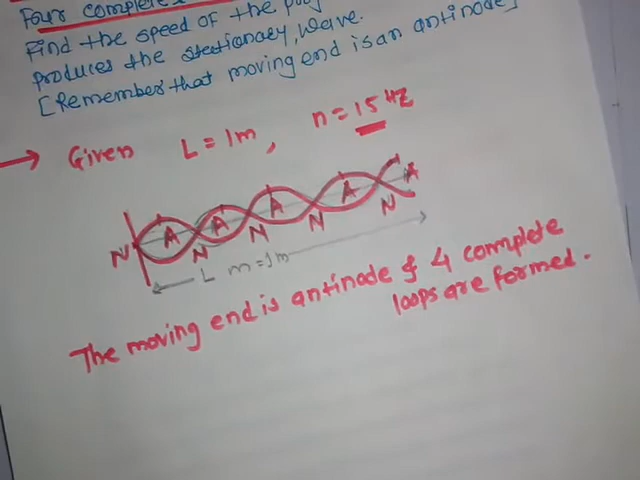 Four complete
Find the speed of the
produces the stationary wave.
[Remember that moving end is an antinode]
→ Given L = 1m, n = 15 Hz
A
A
A
A
A
N
N
N
N
N
L m = 1m
The moving end is antinode & 4 complete
loops are formed.